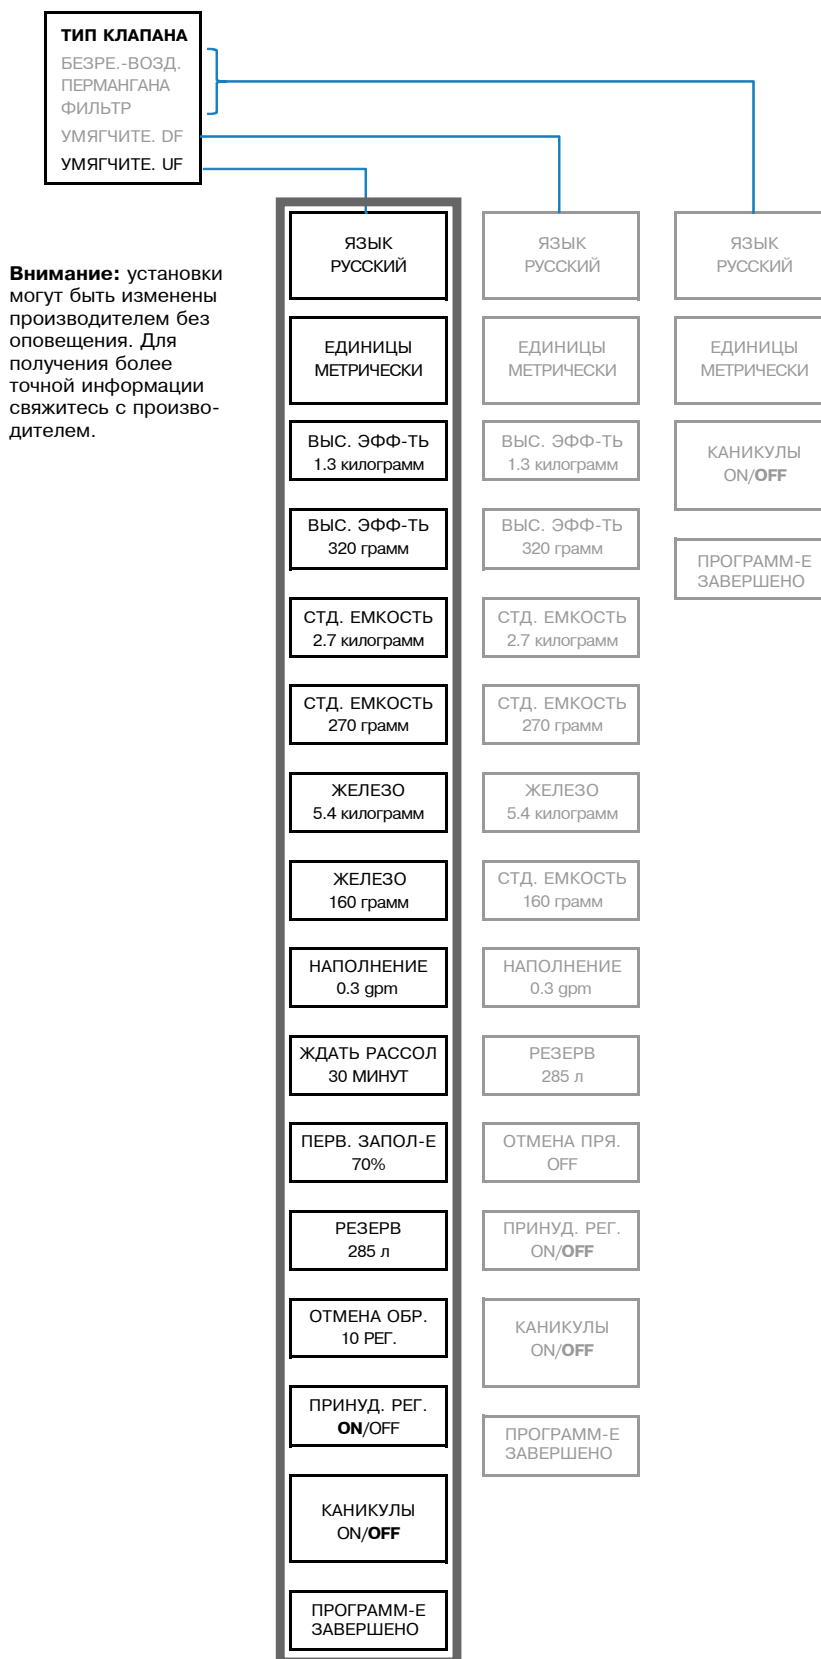 ТИП КЛАПАНА
БЕЗРЕ.-ВОЗД.
ПЕРМАНГАНА
ФИЛЬТР
УМЯГЧИТЕ. DF
УМЯГЧИТЕ. UF
Внимание: установки
могут быть изменены
производителем без
оповещения. Для
получения более
точной информации
свяжитесь с произво-
дителем.
ЯЗЫК
РУССКИЙ
ЕДИНИЦЫ
МЕТРИЧЕСКИ
ВЫС. ЭФФ-ТЬ
1.3 килограмм
ВЫС. ЭФФ-ТЬ
320 грамм
СТД. ЕМКОСТЬ
2.7 килограмм
СТД. ЕМКОСТЬ
270 грамм
ЖЕЛЕЗО
5.4 килограмм
ЖЕЛЕЗО
160 грамм
НАПОЛНЕНИЕ
0.3 gpm
ЖДАТЬ РАССОЛ
30 МИНУТ
ПЕРВ. ЗАПОЛ-Е
70%
РЕЗЕРВ
285 л
ОТМЕНА ОБР.
10 РЕГ.
ПРИНУД. РЕГ.
ON/OFF
КАНИКУЛЫ
ON/OFF
ПРОГРАММ-Е
ЗАВЕРШЕНО
ЯЗЫК
РУССКИЙ
ЕДИНИЦЫ
МЕТРИЧЕСКИ
ВЫС. ЭФФ-ТЬ
1.3 килограмм
ВЫС. ЭФФ-ТЬ
320 грамм
СТД. ЕМКОСТЬ
2.7 килограмм
СТД. ЕМКОСТЬ
270 грамм
ЖЕЛЕЗО
5.4 килограмм
СТД. ЕМКОСТЬ
160 грамм
НАПОЛНЕНИЕ
0.3 gpm
РЕЗЕРВ
285 л
ОТМЕНА ПРЯ.
OFF
ПРИНУД. РЕГ.
ON/OFF
КАНИКУЛЫ
ON/OFF
ПРОГРАММ-Е
ЗАВЕРШЕНО
ЯЗЫК
РУССКИЙ
ЕДИНИЦЫ
МЕТРИЧЕСКИ
КАНИКУЛЫ
ON/OFF
ПРОГРАММ-Е
ЗАВЕРШЕНО